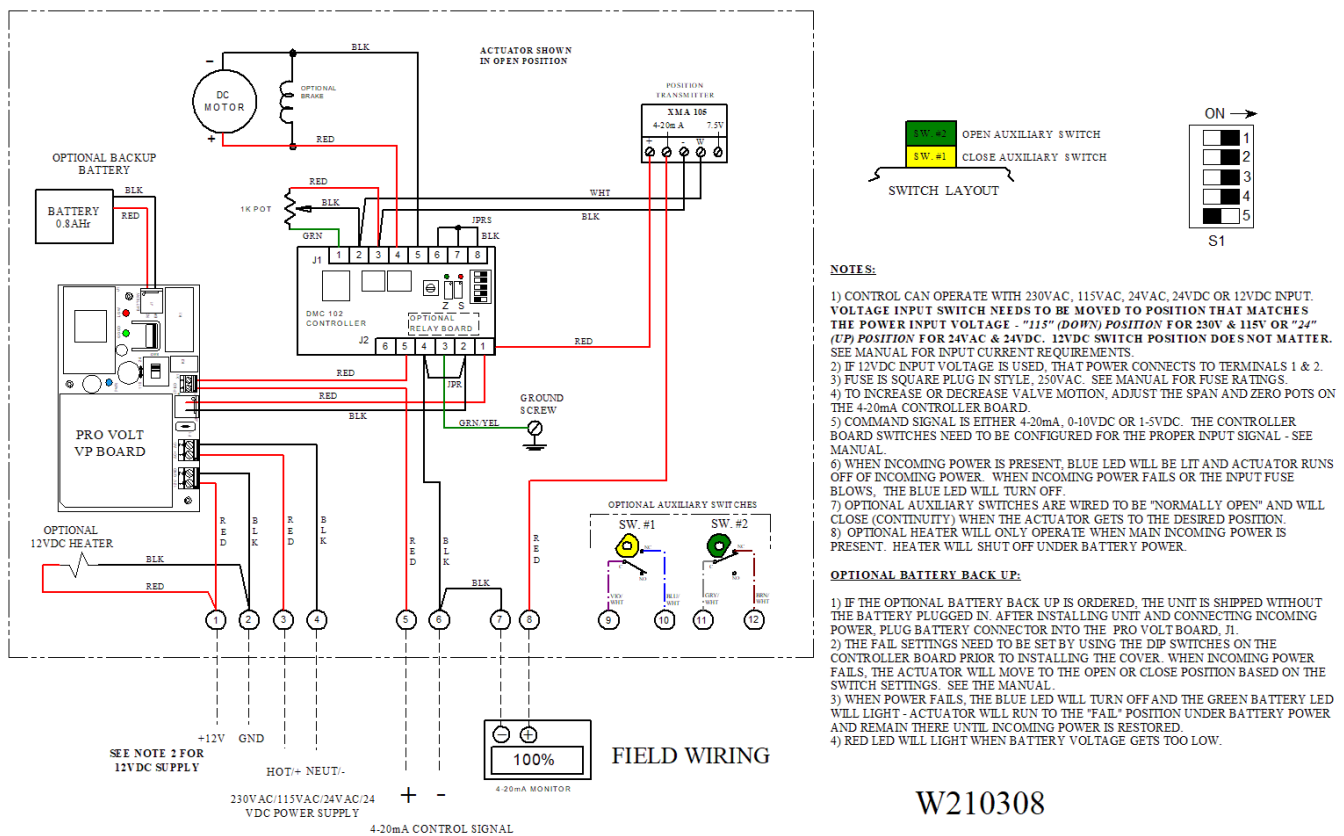 BLK
ACTUATOR SHOWN
IN OPEN POSITION
-
DC
MOTOR
+
OPTIONAL
BRAKE
RED
POSITION
TRANSMITTER
XMA 105
4-20mA 7.5V
+ - W
OPTIONAL BACKUP
BATTERY
BLK
RED
BATTERY
0.8AHr
RED
BLK
1K POT
GRN
WHT
BLK
JPRS
BLK
J1
1 2 3 4 5 6 7 8
Z S
DMC 102
CONTROLLER
OPTIONAL
RELAY BOARD
J2
6 5 4 3 2 1
RED
RED
JPR
RED
BLK
GRN/YEL
GROUND
SCREW
PRO VOLT
VP BOARD
OPTIONAL
12VDC HEATER
BLK
RED
RED
BLK
RED
BLK
RED
BLK
RED
BLK
OPTIONAL AUXILIARY SWITCHES
SW. #1
SW. #2
NC
C
NO
NC
C
NO
VIO/
WHT
BLU/
WHT
GRY/
WHT
BRN/
WHT
1 2 3 4 5 6 7 8 9 10 11 12
+12V GND
SEE NOTE 2 FOR
12VDC SUPPLY
HOT/+ NEUT/-
230VAC/115VAC/24VAC/24
VDC POWER SUPPLY
+ -
4-20mA CONTROL SIGNAL
- +
100%
4-20mA MONITOR
FIELD WIRING
SW. #2 OPEN AUXILIARY SWITCH
SW. #1 CLOSE AUXILIARY SWITCH
SWITCH LAYOUT
ON
1
2
3
4
5
S1
NOTES:
1) CONTROL CAN OPERATE WITH 230VAC, 115VAC, 24VAC, 24VDC OR 12VDC INPUT.
VOLTAGE INPUT SWITCH NEEDS TO BE MOVED TO POSITION THAT MATCHES
THE POWER INPUT VOLTAGE - "115" (DOWN) POSITION FOR 230V & 115V OR "24"
(UP) POSITION FOR 24VAC & 24VDC. 12VDC SWITCH POSITION DOES NOT MATTER.
SEE MANUAL FOR INPUT CURRENT REQUIREMENTS.
2) IF 12VDC INPUT VOLTAGE IS USED, THAT POWER CONNECTS TO TERMINALS 1 & 2.
3) FUSE IS SQUARE PLUG IN STYLE, 250VAC. SEE MANUAL FOR FUSE RATINGS.
4) TO INCREASE OR DECREASE VALVE MOTION, ADJUST THE SPAN AND ZERO POTS ON
THE 4-20mA CONTROLLER BOARD.
5) COMMAND SIGNAL IS EITHER 4-20mA, 0-10VDC OR 1-5VDC. THE CONTROLLER
BOARD SWITCHES NEED TO BE CONFIGURED FOR THE PROPER INPUT SIGNAL - SEE
MANUAL.
6) WHEN INCOMING POWER IS PRESENT, BLUE LED WILL BE LIT AND ACTUATOR RUNS
OFF OF INCOMING POWER. WHEN INCOMING POWER FAILS OR THE INPUT FUSE
BLOWS, THE BLUE LED WILL TURN OFF.
7) OPTIONAL AUXILIARY SWITCHES ARE WIRED TO BE "NORMALLY OPEN" AND WILL
CLOSE (CONTINUITY) WHEN THE ACTUATOR GETS TO THE DESIRED POSITION.
8) OPTIONAL HEATER WILL ONLY OPERATE WHEN MAIN INCOMING POWER IS
PRESENT. HEATER WILL SHUT OFF UNDER BATTERY POWER.
OPTIONAL BATTERY BACK UP:
1) IF THE OPTIONAL BATTERY BACK UP IS ORDERED, THE UNIT IS SHIPPED WITHOUT
THE BATTERY PLUGGED IN. AFTER INSTALLING UNIT AND CONNECTING INCOMING
POWER, PLUG BATTERY CONNECTOR INTO THE PRO VOLT BOARD, J1.
2) THE FAIL SETTINGS NEED TO BE SET BY USING THE DIP SWITCHES ON THE
CONTROLLER BOARD PRIOR TO INSTALLING THE COVER. WHEN INCOMING POWER
FAILS, THE ACTUATOR WILL MOVE TO THE OPEN OR CLOSE POSITION BASED ON THE
SWITCH SETTINGS. SEE THE MANUAL.
3) WHEN POWER FAILS, THE BLUE LED WILL TURN OFF AND THE GREEN BATTERY LED
WILL LIGHT - ACTUATOR WILL RUN TO THE "FAIL" POSITION UNDER BATTERY POWER
AND REMAIN THERE UNTIL INCOMING POWER IS RESTORED.
4) RED LED WILL LIGHT WHEN BATTERY VOLTAGE GETS TOO LOW.
W210308